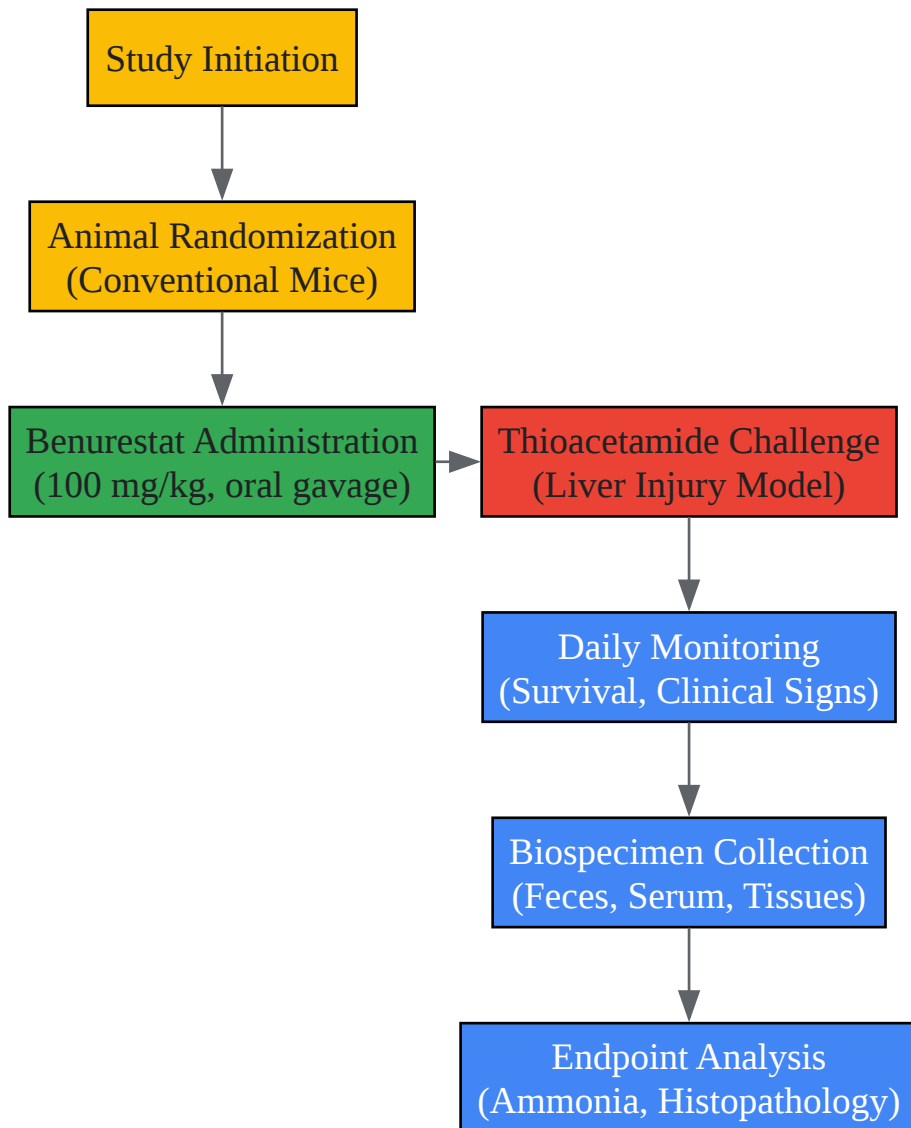 Study Initiation
Animal Randomization
(Conventional Mice)
Benurestat Administration
(100 mg/kg, oral gavage)
Thioacetamide Challenge
(Liver Injury Model)
Daily Monitoring
(Survival, Clinical Signs)
Biospecimen Collection
(Feces, Serum, Tissues)
Endpoint Analysis
(Ammonia, Histopathology)